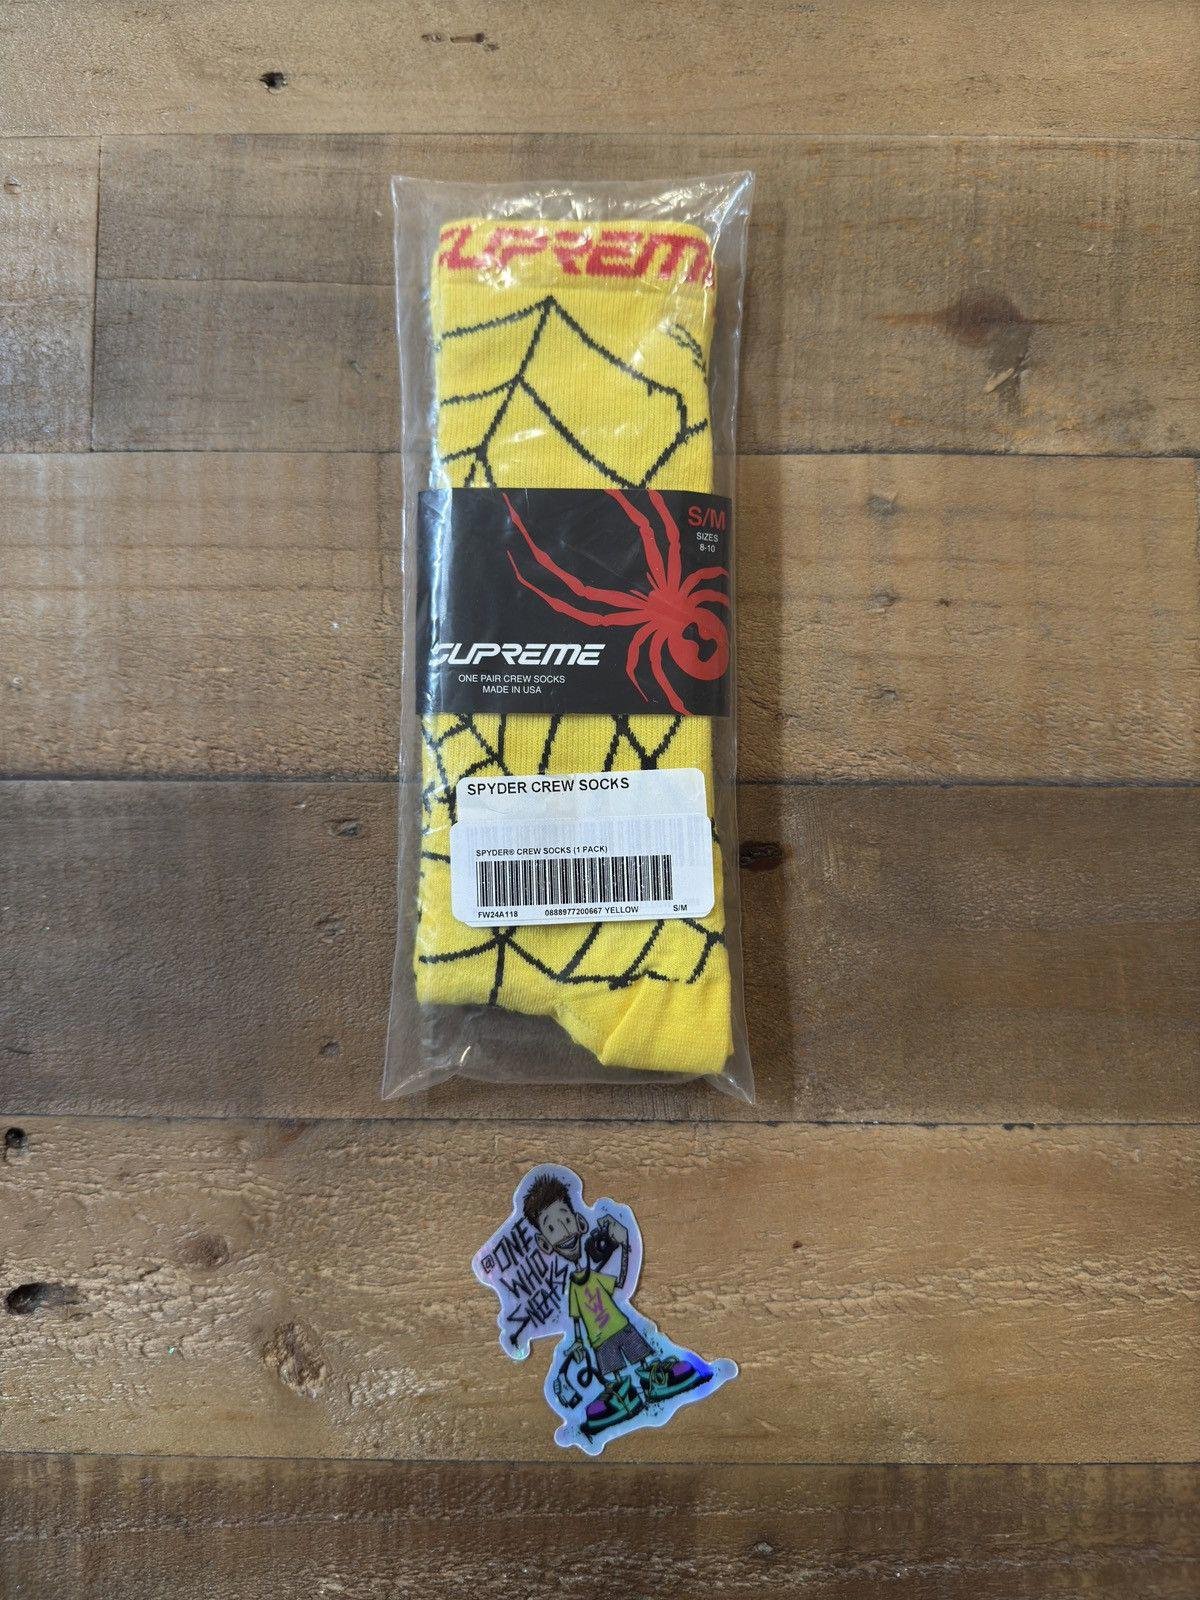 SUPREME
S/M
SIZES
8-10
SUPREME
ONE PAIR CREW SOCKS
MADE IN USA
SPYDER CREW SOCKS
SPYDER® CREW SOCKS (1 PACK)
FW24A118 0888977200667 YELLOW S/M
@ONE
WHO
SNEAKS